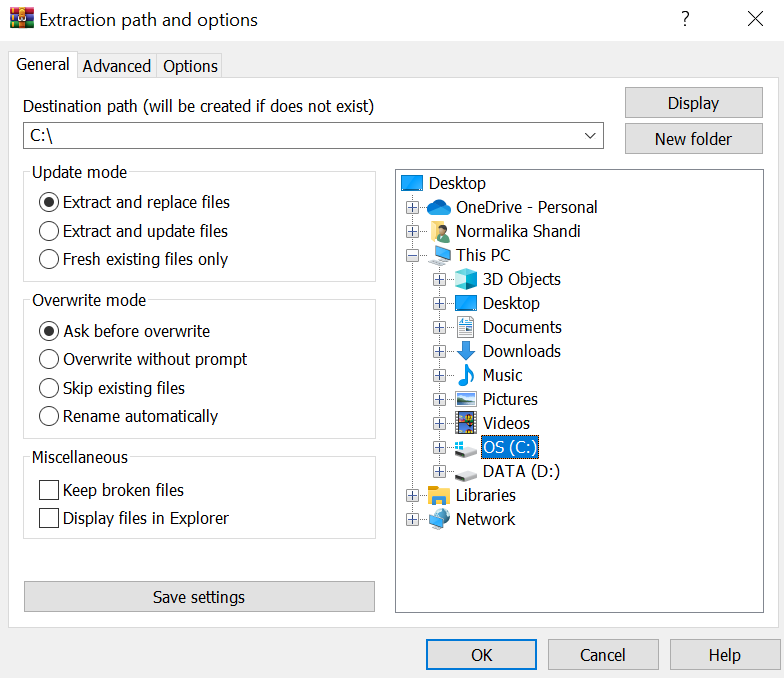 Extraction path and options
?
General
Advanced
Options
Destination path (will be created if does not exist)
C:\
Display
New folder
Update mode
Extract and replace files
Extract and update files
Fresh existing files only
Overwrite mode
Ask before overwrite
Overwrite without prompt
Skip existing files
Rename automatically
Miscellaneous
Keep broken files
Display files in Explorer
Save settings
Desktop
OneDrive - Personal
Normalika Shandi
This PC
3D Objects
Desktop
Documents
Downloads
Music
Pictures
Videos
OS (C:)
DATA (D:)
Libraries
Network
OK
Cancel
Help